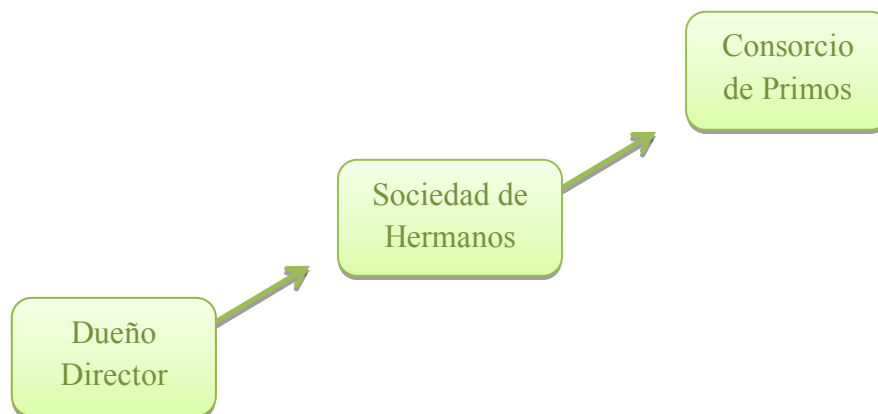 Consorcio
de Primos
Sociedad de
Hermanos
Dueño
Director